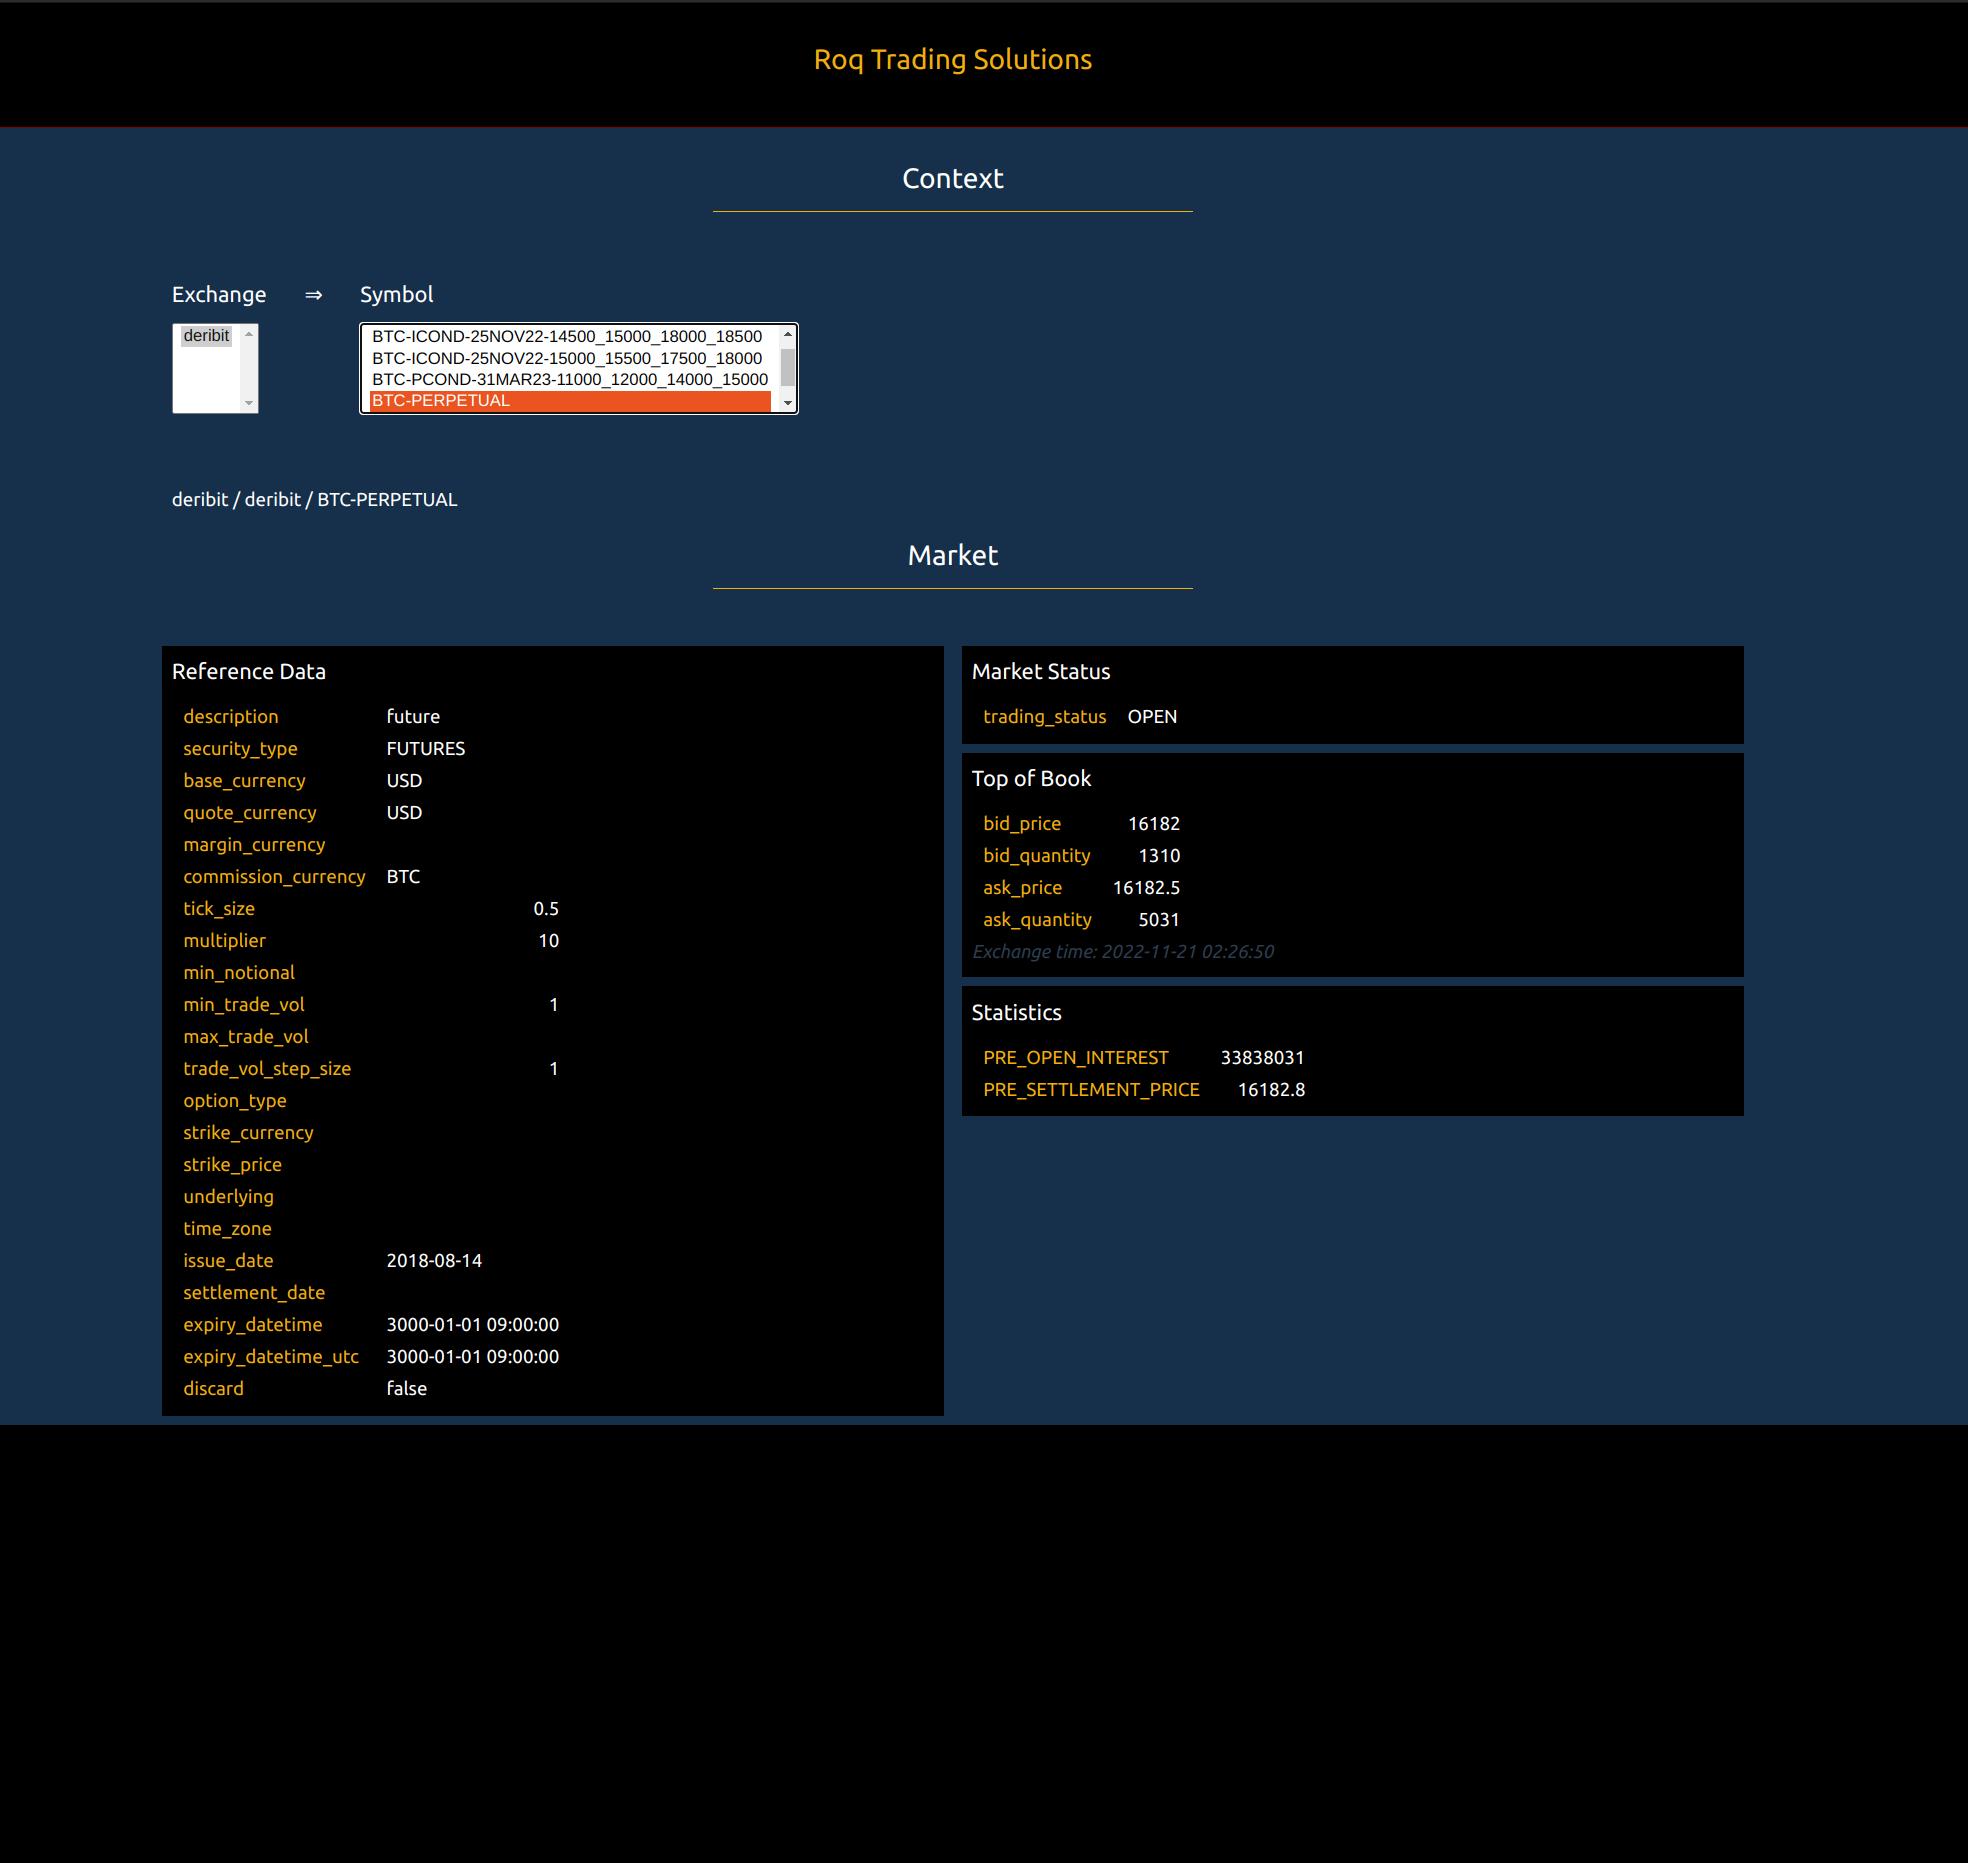 Roq Trading Solutions
Context
Exchange ⇒ Symbol
deribit
BTC-ICOND-25NOV22-14500_15000_18000_18500
BTC-ICOND-25NOV22-15000_15500_17500_18000
BTC-PCOND-31MAR23-11000_12000_14000_15000
BTC-PERPETUAL
deribit / deribit / BTC-PERPETUAL
Market
Reference Data
description future
security_type FUTURES
base_currency USD
quote_currency USD
margin_currency
commission_currency BTC
tick_size 0.5
multiplier 10
min_notional
min_trade_vol 1
max_trade_vol
trade_vol_step_size 1
option_type
strike_currency
strike_price
underlying
time_zone
issue_date 2018-08-14
settlement_date
expiry_datetime 3000-01-01 09:00:00
expiry_datetime_utc 3000-01-01 09:00:00
discard false
Market Status
trading_status OPEN
Top of Book
bid_price 16182
bid_quantity 1310
ask_price 16182.5
ask_quantity 5031
Exchange time: 2022-11-21 02:26:50
Statistics
PRE_OPEN_INTEREST 33838031
PRE_SETTLEMENT_PRICE 16182.8